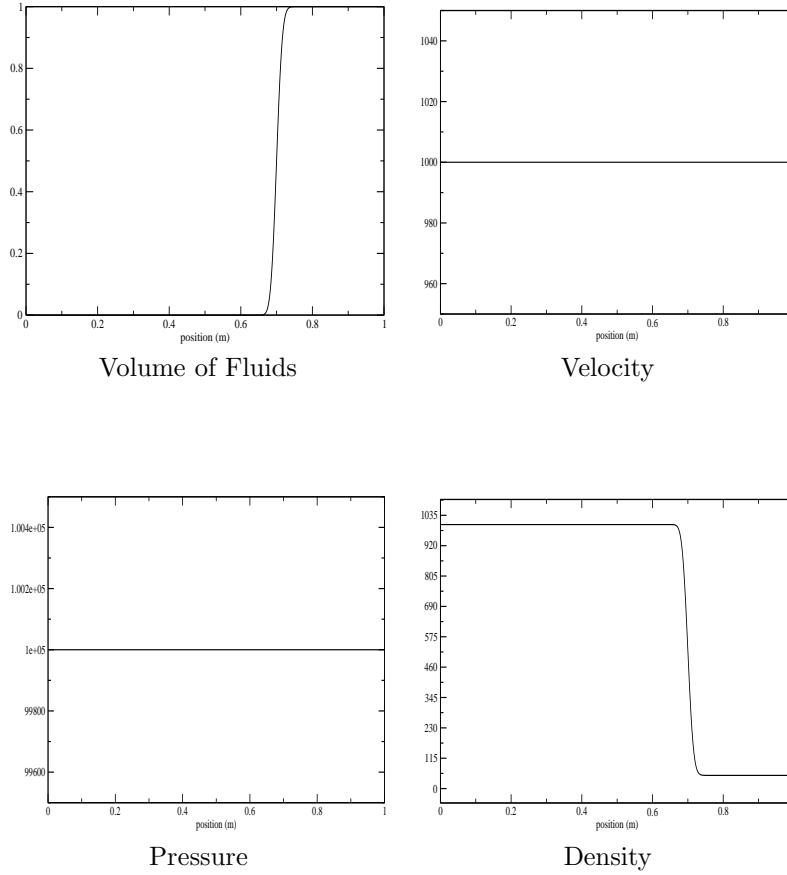 1
0.8
0.6
0.4
0.2
0
0 0.2 0.4 0.6 0.8 1
position (m)
Volume of Fluids
1040
1020
1000
980
960
0 0.2 0.4 0.6 0.8
position (m)
Velocity
1.004e+05
1.002e+05
1e+05
99800
99600
0 0.2 0.4 0.6 0.8 1
position (m)
Pressure
1035
920
805
690
575
460
345
230
115
0
0 0.2 0.4 0.6 0.8
position (m)
Density